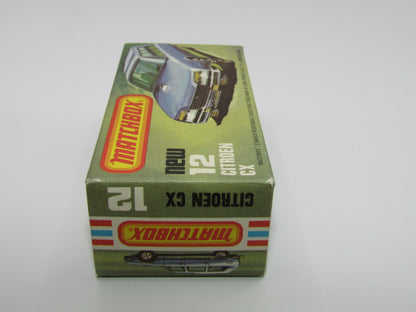 MATCHBOX
new
12
CITROEN
CX
12
CITROEN CX
MATCHBOX